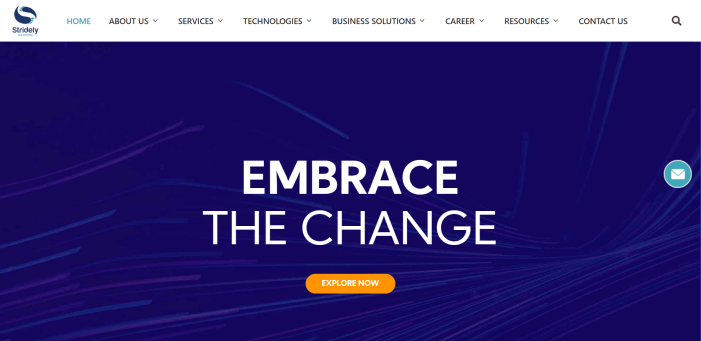 Stridely
HOME ABOUT US SERVICES TECHNOLOGIES BUSINESS SOLUTIONS CAREER RESOURCES CONTACT US
EMBRACE
THE CHANGE
EXPLORE NOW